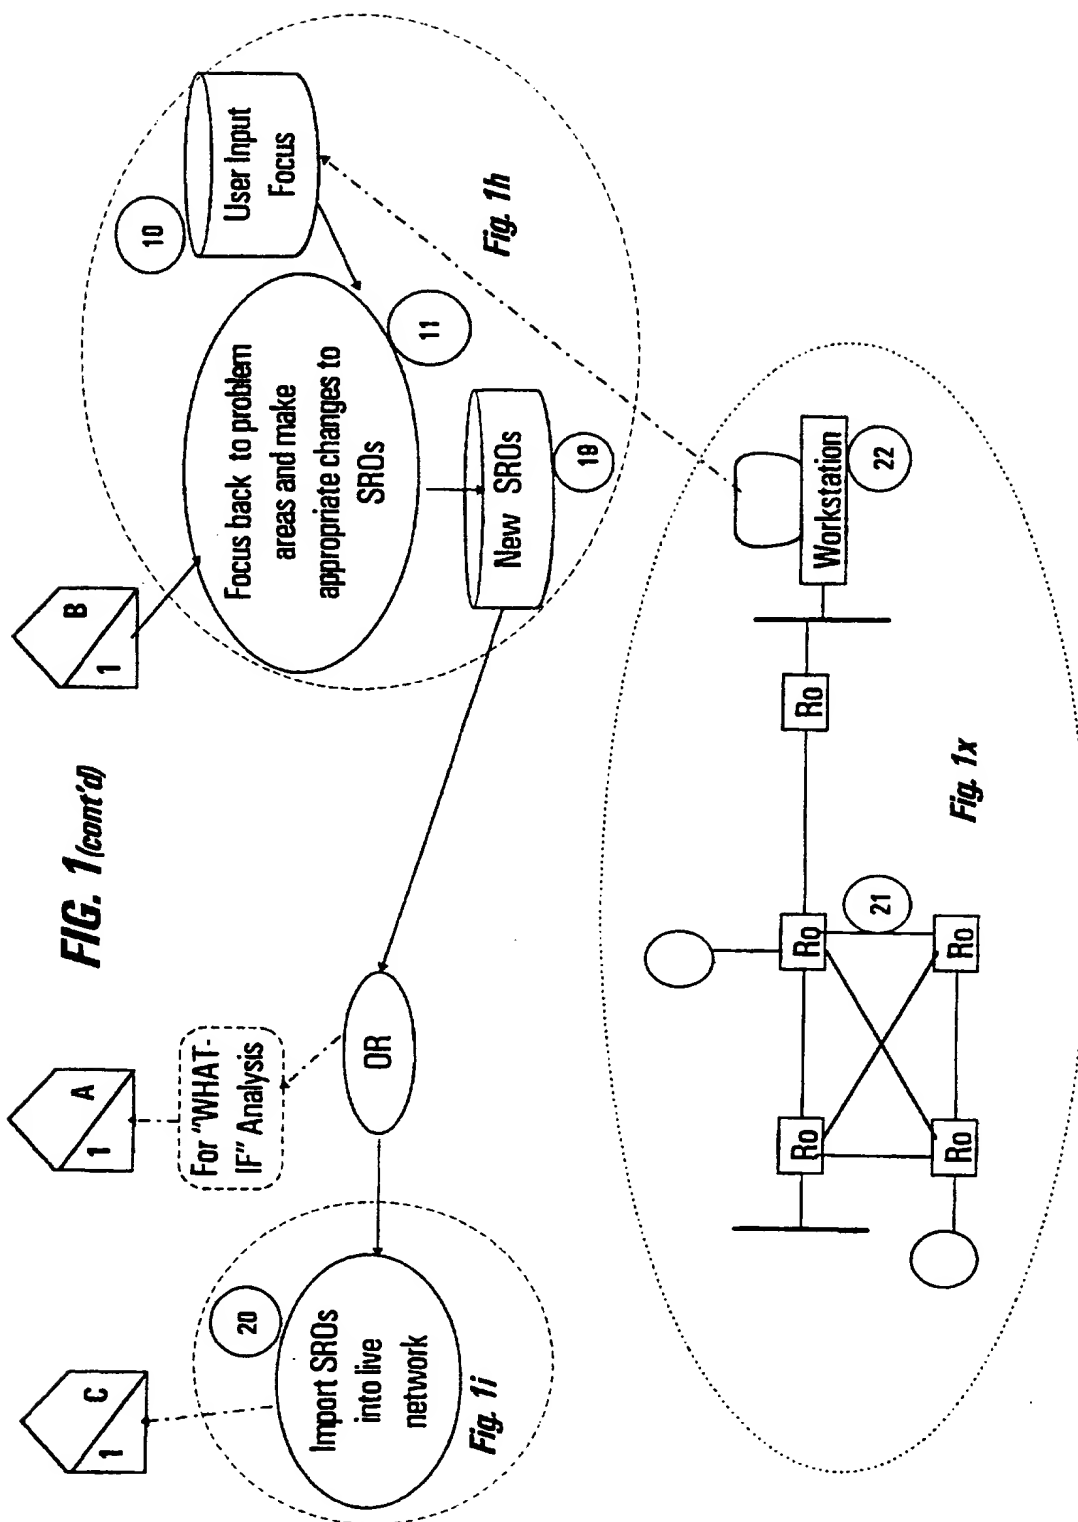 FIG. 1 (cont'd)
1 C
1 A
1 B
20
Import SROs
into live
network
Fig. 1i
For "WHAT-
IF" Analysis
OR
10
User Input
Focus
Focus back to problem
areas and make
appropriate changes to
SROs
11
New SROs
19
Fig. 1h
Ro
Ro
21
Ro
Ro
Ro
Workstation
22
Fig. 1x